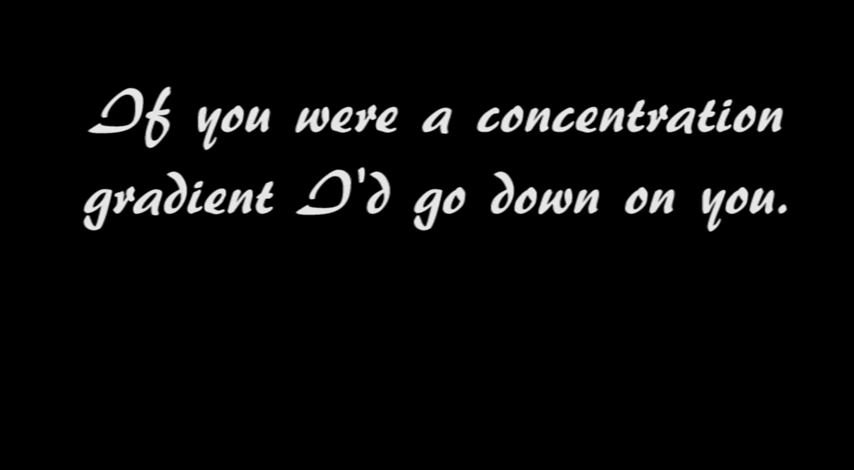 If you were a concentration
gradient I'd go down on you.